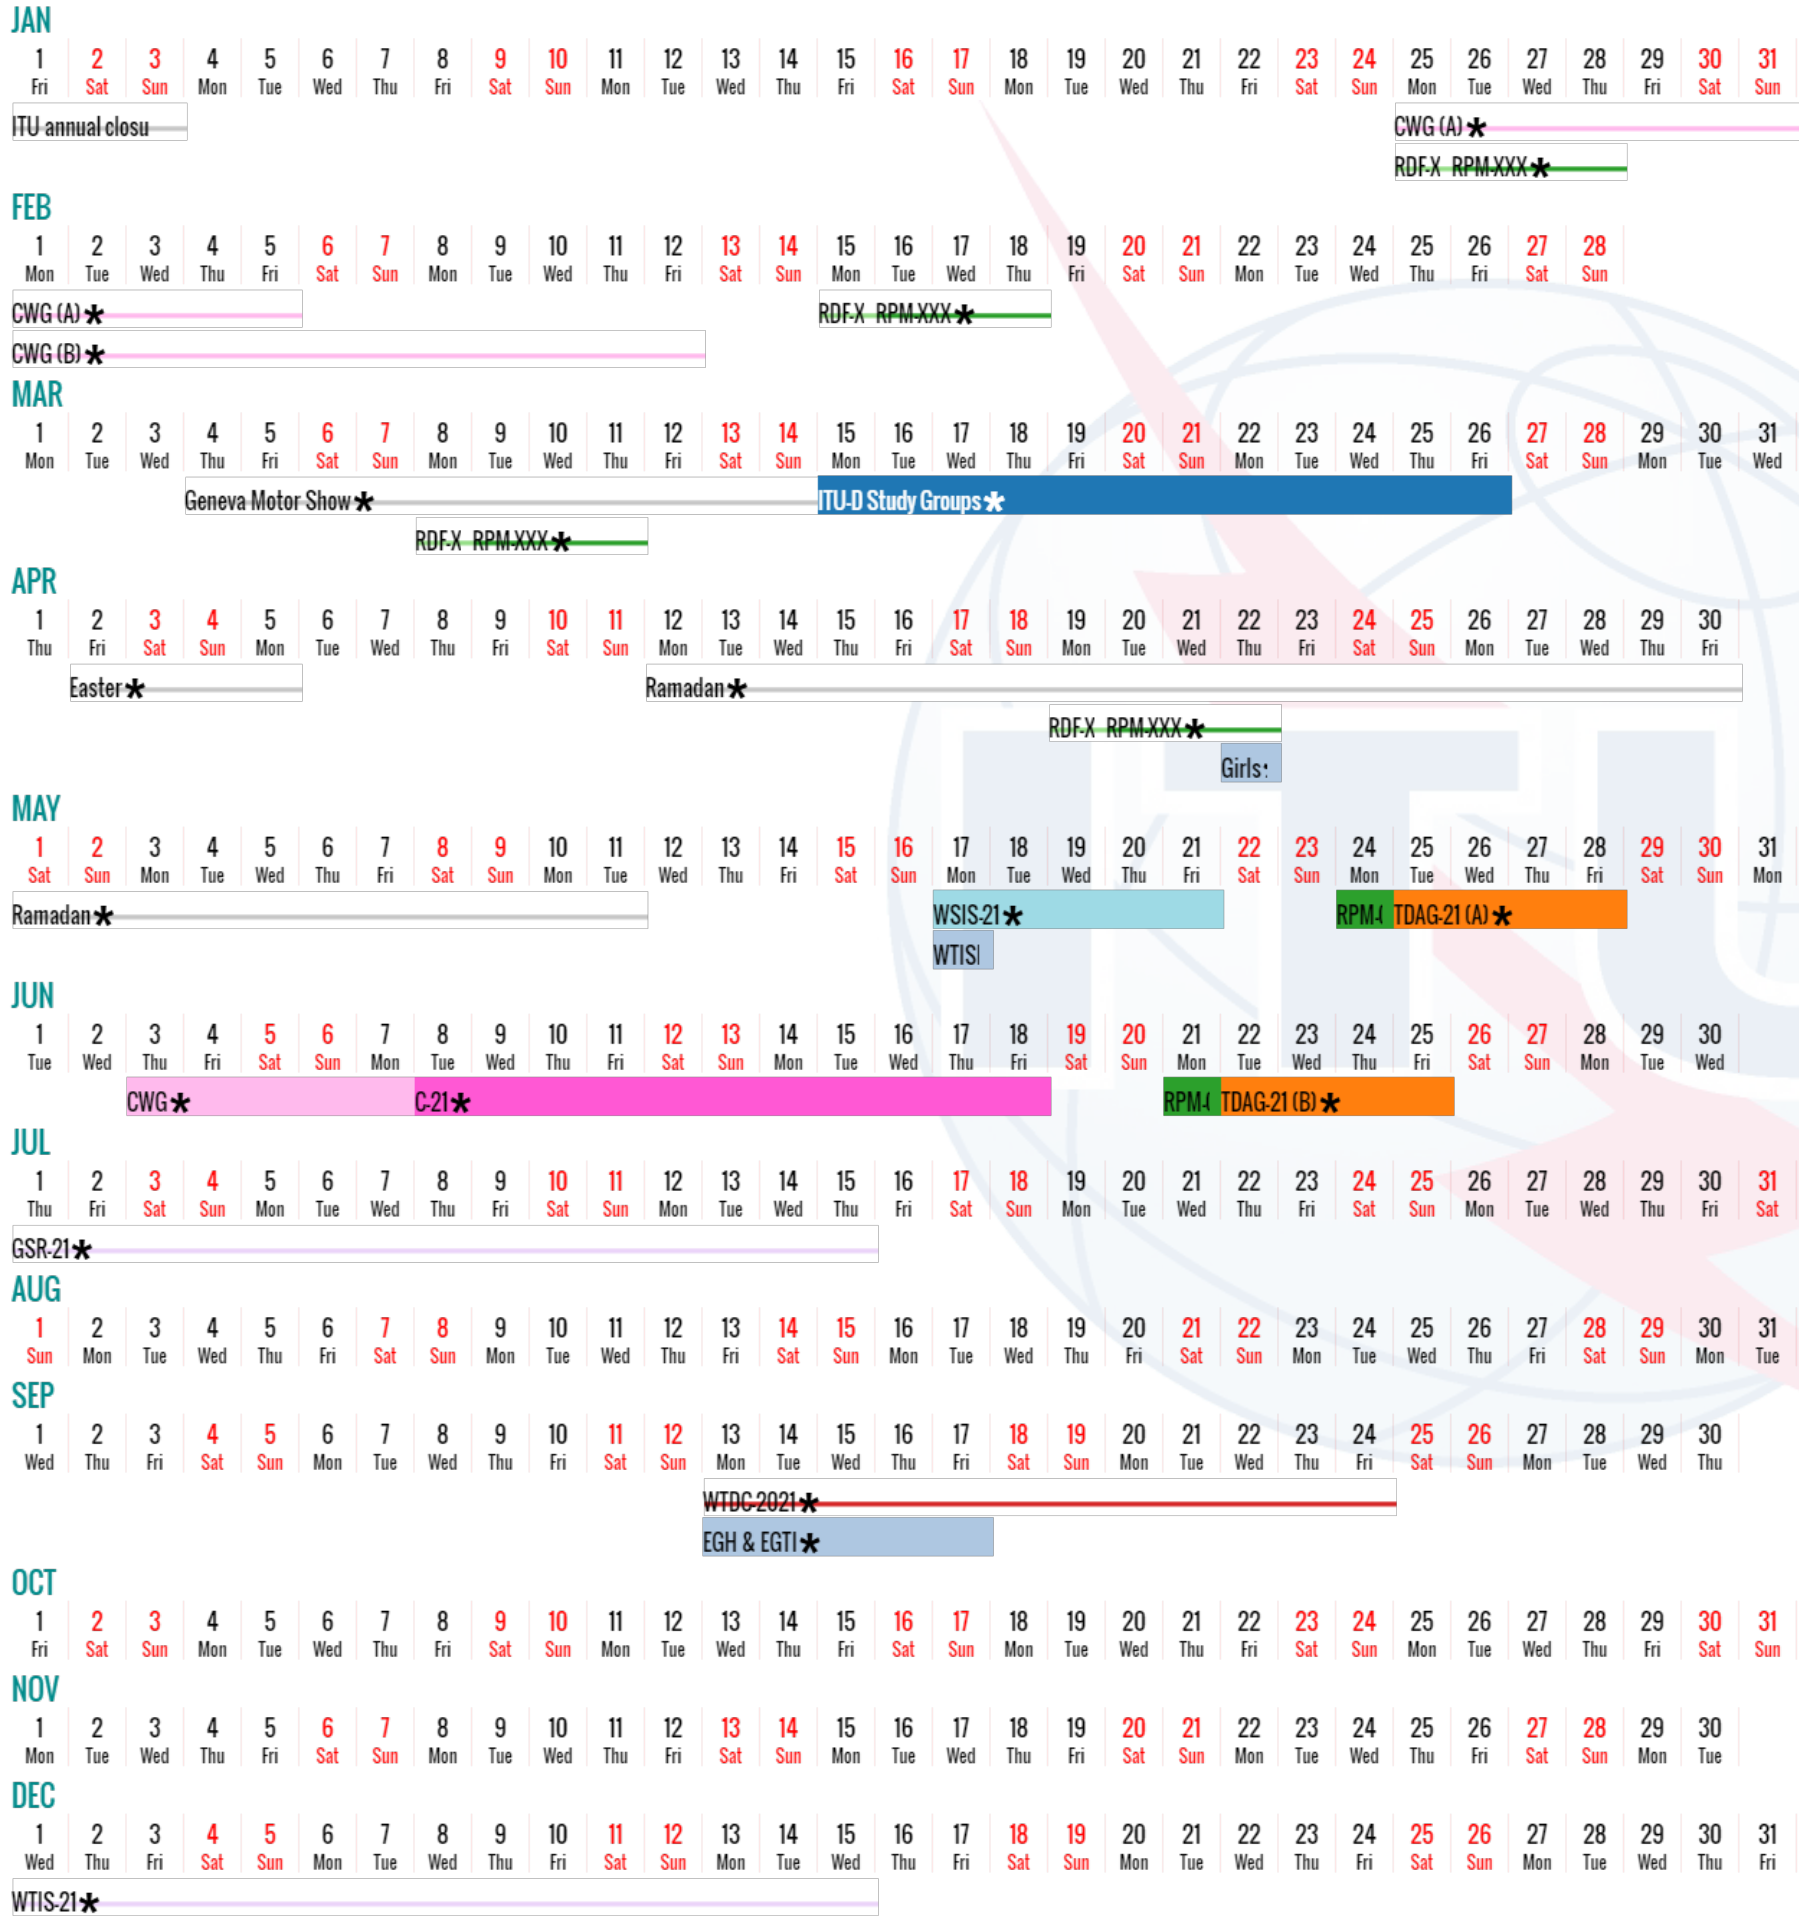 JAN
1 2 3 4 5 6 7 8 9 10 11 12 13 14 15 16 17 18 19 20 21 22 23 24 25 26 27 28 29 30 31
Fri Sat Sun Mon Tue Wed Thu Fri Sat Sun Mon Tue Wed Thu Fri Sat Sun Mon Tue Wed Thu Fri Sat Sun Mon Tue Wed Thu Fri Sat Sun
ITU annual closu CWG (A)*
RDF-X RPM-XXX*
FEB
1 2 3 4 5 6 7 8 9 10 11 12 13 14 15 16 17 18 19 20 21 22 23 24 25 26 27 28
Mon Tue Wed Thu Fri Sat Sun Mon Tue Wed Thu Fri Sat Sun Mon Tue Wed Thu Fri Sat Sun Mon Tue Wed Thu Fri Sat Sun
CWG (A)* RDF-X RPM-XXX*
CWG (B)*
MAR
1 2 3 4 5 6 7 8 9 10 11 12 13 14 15 16 17 18 19 20 21 22 23 24 25 26 27 28 29 30 31
Mon Tue Wed Thu Fri Sat Sun Mon Tue Wed Thu Fri Sat Sun Mon Tue Wed Thu Fri Sat Sun Mon Tue Wed Thu Fri Sat Sun Mon Tue Wed
Geneva Motor Show* ITU-D Study Groups*
RDF-X RPM-XXX*
APR
1 2 3 4 5 6 7 8 9 10 11 12 13 14 15 16 17 18 19 20 21 22 23 24 25 26 27 28 29 30
Thu Fri Sat Sun Mon Tue Wed Thu Fri Sat Sun Mon Tue Wed Thu Fri Sat Sun Mon Tue Wed Thu Fri Sat Sun Mon Tue Wed Thu Fri
Easter* Ramadan*
RDF-X RPM-XXX*
Girls
MAY
1 2 3 4 5 6 7 8 9 10 11 12 13 14 15 16 17 18 19 20 21 22 23 24 25 26 27 28 29 30 31
Sat Sun Mon Tue Wed Thu Fri Sat Sun Mon Tue Wed Thu Fri Sat Sun Mon Tue Wed Thu Fri Sat Sun Mon Tue Wed Thu Fri Sat Sun Mon
Ramadan* WSIS-21* RPM- TDAG-21 (A)*
WTIS
JUN
1 2 3 4 5 6 7 8 9 10 11 12 13 14 15 16 17 18 19 20 21 22 23 24 25 26 27 28 29 30
Tue Wed Thu Fri Sat Sun Mon Tue Wed Thu Fri Sat Sun Mon Tue Wed Thu Fri Sat Sun Mon Tue Wed Thu Fri Sat Sun Mon Tue Wed
CWG* C-21* RPM- TDAG-21 (B)*
JUL
1 2 3 4 5 6 7 8 9 10 11 12 13 14 15 16 17 18 19 20 21 22 23 24 25 26 27 28 29 30 31
Thu Fri Sat Sun Mon Tue Wed Thu Fri Sat Sun Mon Tue Wed Thu Fri Sat Sun Mon Tue Wed Thu Fri Sat Sun Mon Tue Wed Thu Fri Sat
GSR-21*
AUG
1 2 3 4 5 6 7 8 9 10 11 12 13 14 15 16 17 18 19 20 21 22 23 24 25 26 27 28 29 30 31
Sun Mon Tue Wed Thu Fri Sat Sun Mon Tue Wed Thu Fri Sat Sun Mon Tue Wed Thu Fri Sat Sun Mon Tue Wed Thu Fri Sat Sun Mon Tue
SEP
1 2 3 4 5 6 7 8 9 10 11 12 13 14 15 16 17 18 19 20 21 22 23 24 25 26 27 28 29 30
Wed Thu Fri Sat Sun Mon Tue Wed Thu Fri Sat Sun Mon Tue Wed Thu Fri Sat Sun Mon Tue Wed Thu Fri Sat Sun Mon Tue Wed Thu
WTDC-2021*
EGH & EGTI*
OCT
1 2 3 4 5 6 7 8 9 10 11 12 13 14 15 16 17 18 19 20 21 22 23 24 25 26 27 28 29 30 31
Fri Sat Sun Mon Tue Wed Thu Fri Sat Sun Mon Tue Wed Thu Fri Sat Sun Mon Tue Wed Thu Fri Sat Sun Mon Tue Wed Thu Fri Sat Sun
NOV
1 2 3 4 5 6 7 8 9 10 11 12 13 14 15 16 17 18 19 20 21 22 23 24 25 26 27 28 29 30
Mon Tue Wed Thu Fri Sat Sun Mon Tue Wed Thu Fri Sat Sun Mon Tue Wed Thu Fri Sat Sun Mon Tue Wed Thu Fri Sat Sun Mon Tue
DEC
1 2 3 4 5 6 7 8 9 10 11 12 13 14 15 16 17 18 19 20 21 22 23 24 25 26 27 28 29 30 31
Wed Thu Fri Sat Sun Mon Tue Wed Thu Fri Sat Sun Mon Tue Wed Thu Fri Sat Sun Mon Tue Wed Thu Fri Sat Sun Mon Tue Wed Thu Fri
WTIS-21*
ITU